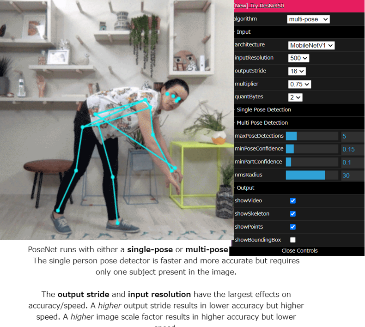 New! Try ResNet50
algorithm multi-pose
Input
architecture MobileNetV1
inputResolution 500
outputStride 16
multiplier 0.75
quantBytes 2
Single Pose Detection
Multi Pose Detection
maxPoseDetections 5
minPoseConfidence 0.15
minPartConfidence 0.1
nmsRadius 30
Output
showVideo
showSkeleton
showPoints
showBoundingBox
Close Controls
PoseNet runs with either a single-pose or multi-pose
The single person pose detector is faster and more accurate but requires
only one subject present in the image.
The output stride and input resolution have the largest effects on
accuracy/speed. A higher output stride results in lower accuracy but higher
speed. A higher image scale factor results in higher accuracy but lower